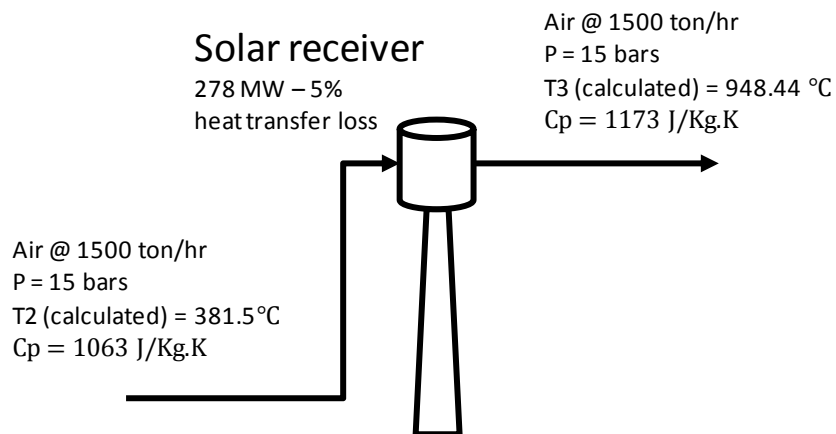 Solar receiver
278 MW – 5%
heat transfer loss
Air @ 1500 ton/hr
P = 15 bars
T3 (calculated) = 948.44 °C
Cp = 1173 J/Kg.K
Air @ 1500 ton/hr
P = 15 bars
T2 (calculated) = 381.5℃
Cp = 1063 J/Kg.K